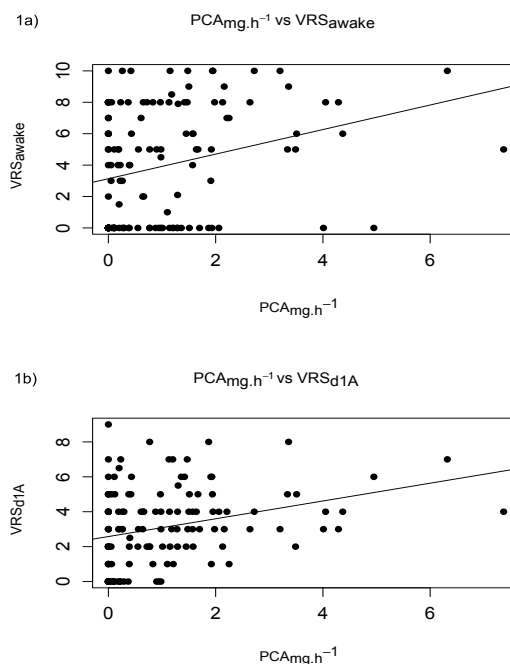 1a) PCAmg.h⁻¹ vs VRSawake
10
8
6
4
2
0
VRSawake
0 2 4 6
PCAmg.h⁻¹
1b) PCAmg.h⁻¹ vs VRSd1A
8
6
4
2
0
VRSd1A
0 2 4 6
PCAmg.h⁻¹